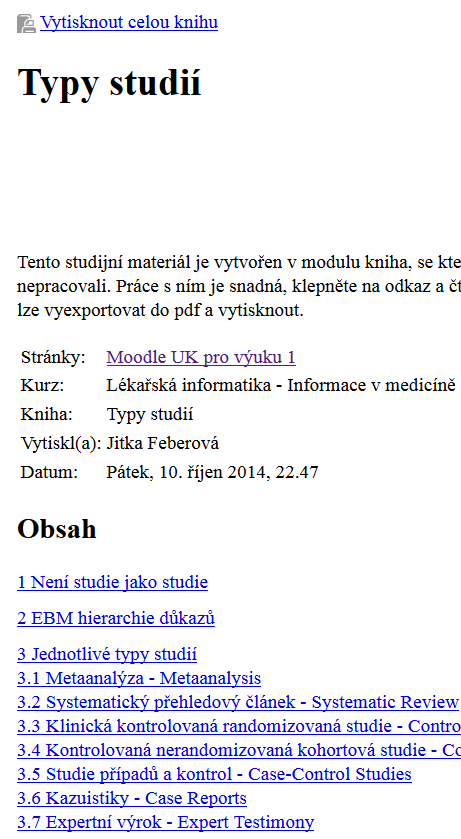 Vytisknout celou knihu
Typy studií
Tento studijní materiál je vytvořen v modulu kniha, se kte
nepracovali. Práce s ním je snadná, klepněte na odkaz a čt
lze vyexportovat do pdf a vytisknout.
Stránky: Moodle UK pro výuku 1
Kurz: Lékařská informatika - Informace v medicíně
Kniha: Typy studií
Vytiskl(a): Jitka Feberová
Datum: Pátek, 10. říjen 2014, 22.47
Obsah
1 Není studie jako studie
2 EBM hierarchie důkazů
3 Jednotlivé typy studií
3.1 Metaanalýza - Metaanalysis
3.2 Systematický přehledový článek - Systematic Review
3.3 Klinická kontrolovaná randomizovaná studie - Contro
3.4 Kontrolovaná nerandomizovaná kohortová studie - Co
3.5 Studie případů a kontrol - Case-Control Studies
3.6 Kazuistiky - Case Reports
3.7 Expertní výrok - Expert Testimony